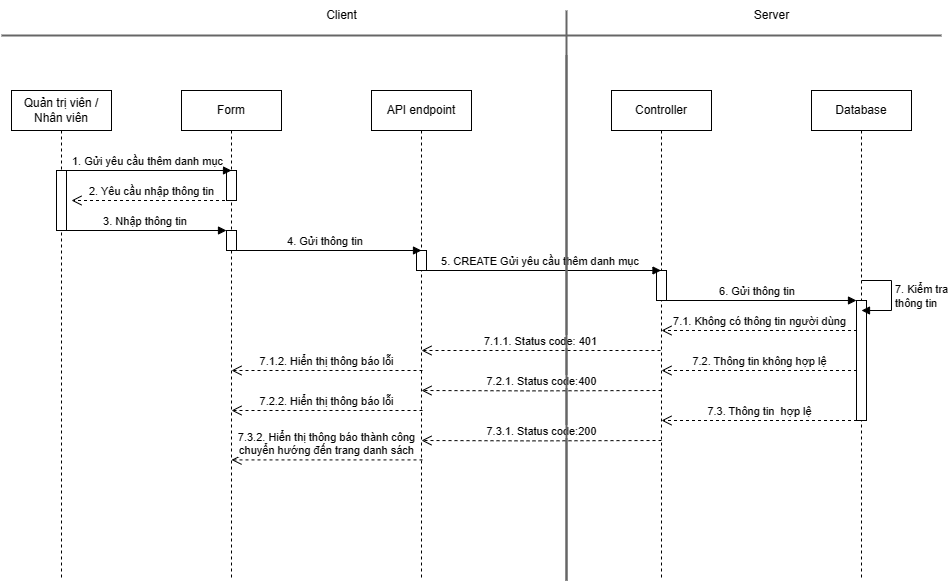 Client
Server
Quản trị viên /
Nhân viên
Form
API endpoint
Controller
Database
1. Gửi yêu cầu thêm danh mục
2. Yêu cầu nhập thông tin
3. Nhập thông tin
4. Gửi thông tin
5. CREATE Gửi yêu cầu thêm danh mục
6. Gửi thông tin
7. Kiểm tra
thông tin
7.1. Không có thông tin người dùng
7.1.1. Status code: 401
7.1.2. Hiển thị thông báo lỗi
7.2. Thông tin không hợp lệ
7.2.1. Status code:400
7.2.2. Hiển thị thông báo lỗi
7.3. Thông tin  hợp lệ
7.3.1. Status code:200
7.3.2. Hiển thị thông báo thành công
chuyển hướng đến trang danh sách